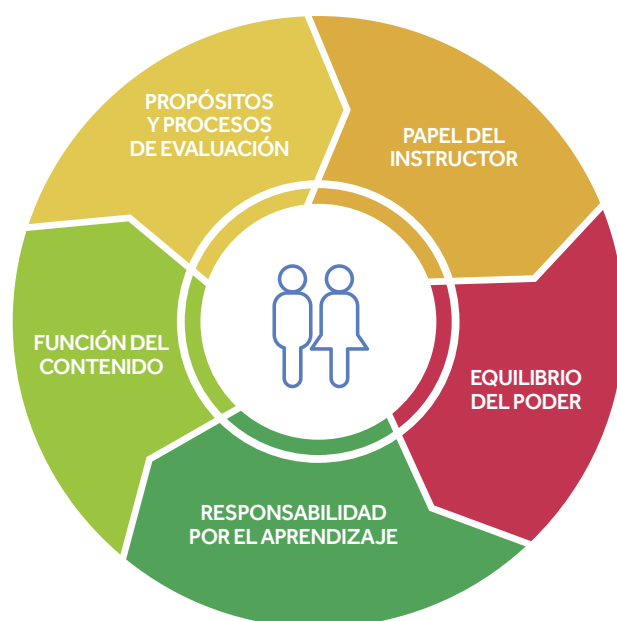 PROPÓSITOS
Y PROCESOS
DE EVALUACIÓN
PAPEL DEL
INSTRUCTOR
EQUILIBRIO
DEL PODER
RESPONSABILIDAD
POR EL APRENDIZAJE
FUNCIÓN DEL
CONTENIDO